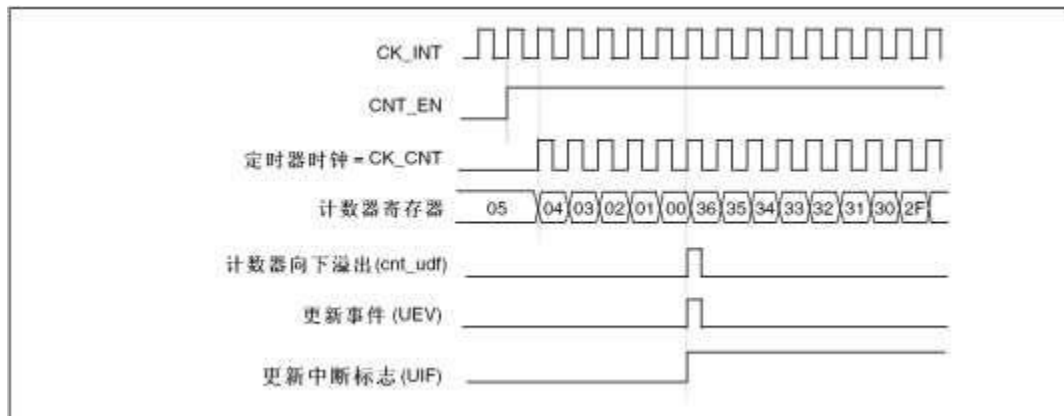 CK_INT
CNT_EN
定时器时钟 = CK_CNT
计数器寄存器 05 04 03 02 01 00 36 35 34 33 32 31 30 2F
计数器向下溢出(cnt_udf)
更新事件 (UEV)
更新中断标志(UIF)